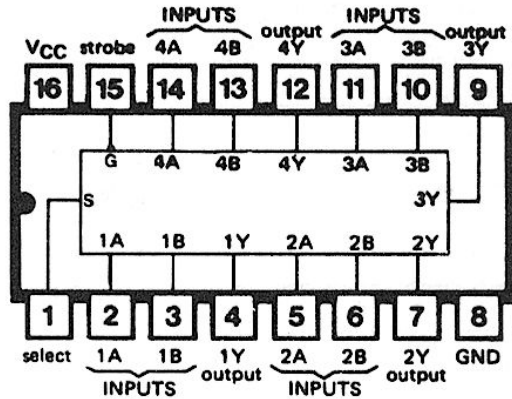 INPUTS INPUTS
VCC strobe 4A 4B output 4Y 3A 3B output 3Y
16 15 14 13 12 11 10 9
G 4A 4B 4Y 3A 3B
S 3Y
1A 1B 1Y 2A 2B 2Y
1 2 3 4 5 6 7 8
select 1A 1B 1Y output 2A 2B 2Y output GND
INPUTS INPUTS